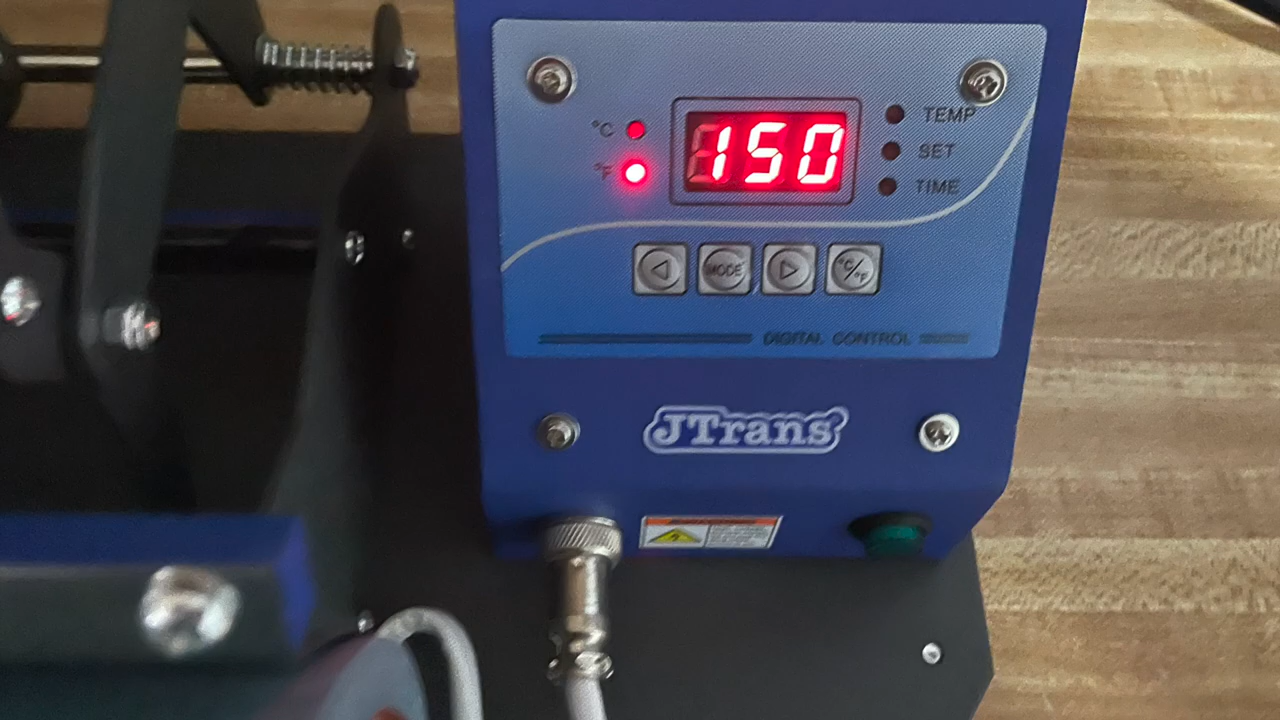 °C
150
TEMP
SET
°F
TIME
MODE
°C/°F
DIGITAL CONTROL
JTrans